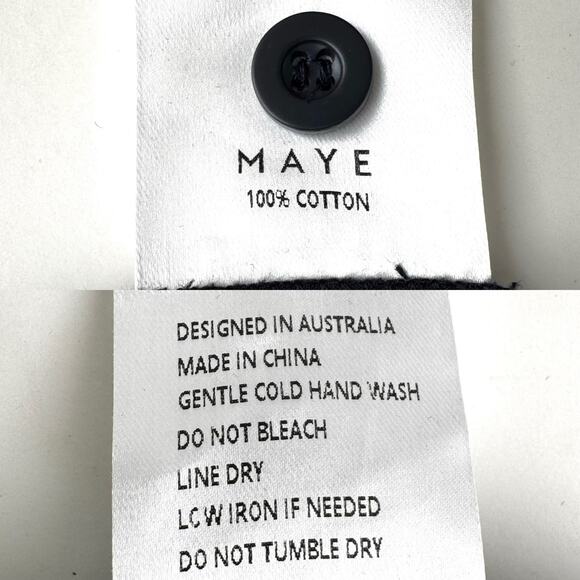 MAYE
100% COTTON
DESIGNED IN AUSTRALIA
MADE IN CHINA
GENTLE COLD HAND WASH
DO NOT BLEACH
LINE DRY
LOW IRON IF NEEDED
DO NOT TUMBLE DRY